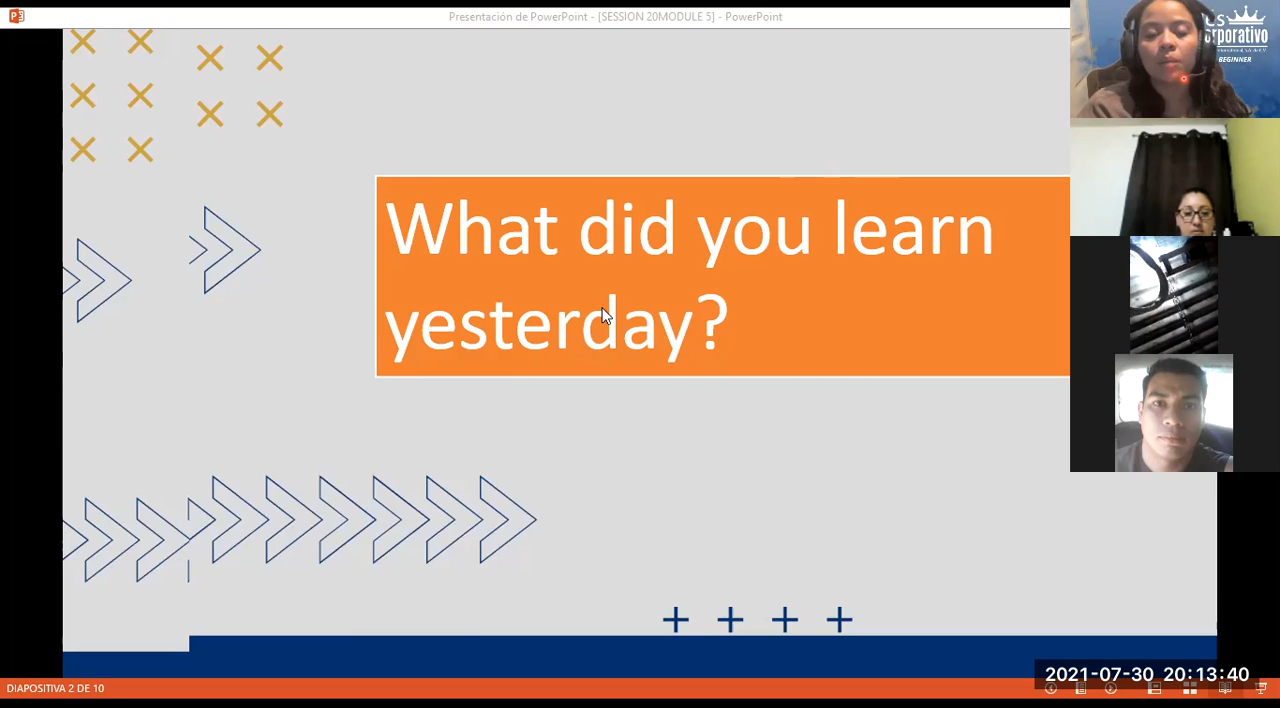 Presentación de PowerPoint - [SESSION 20MODULE 5] - PowerPoint
orporativo
BEGINNER
What did you learn
yesterday?
2021-07-30 20:13:40
DIAPOSITIVA 2 DE 10